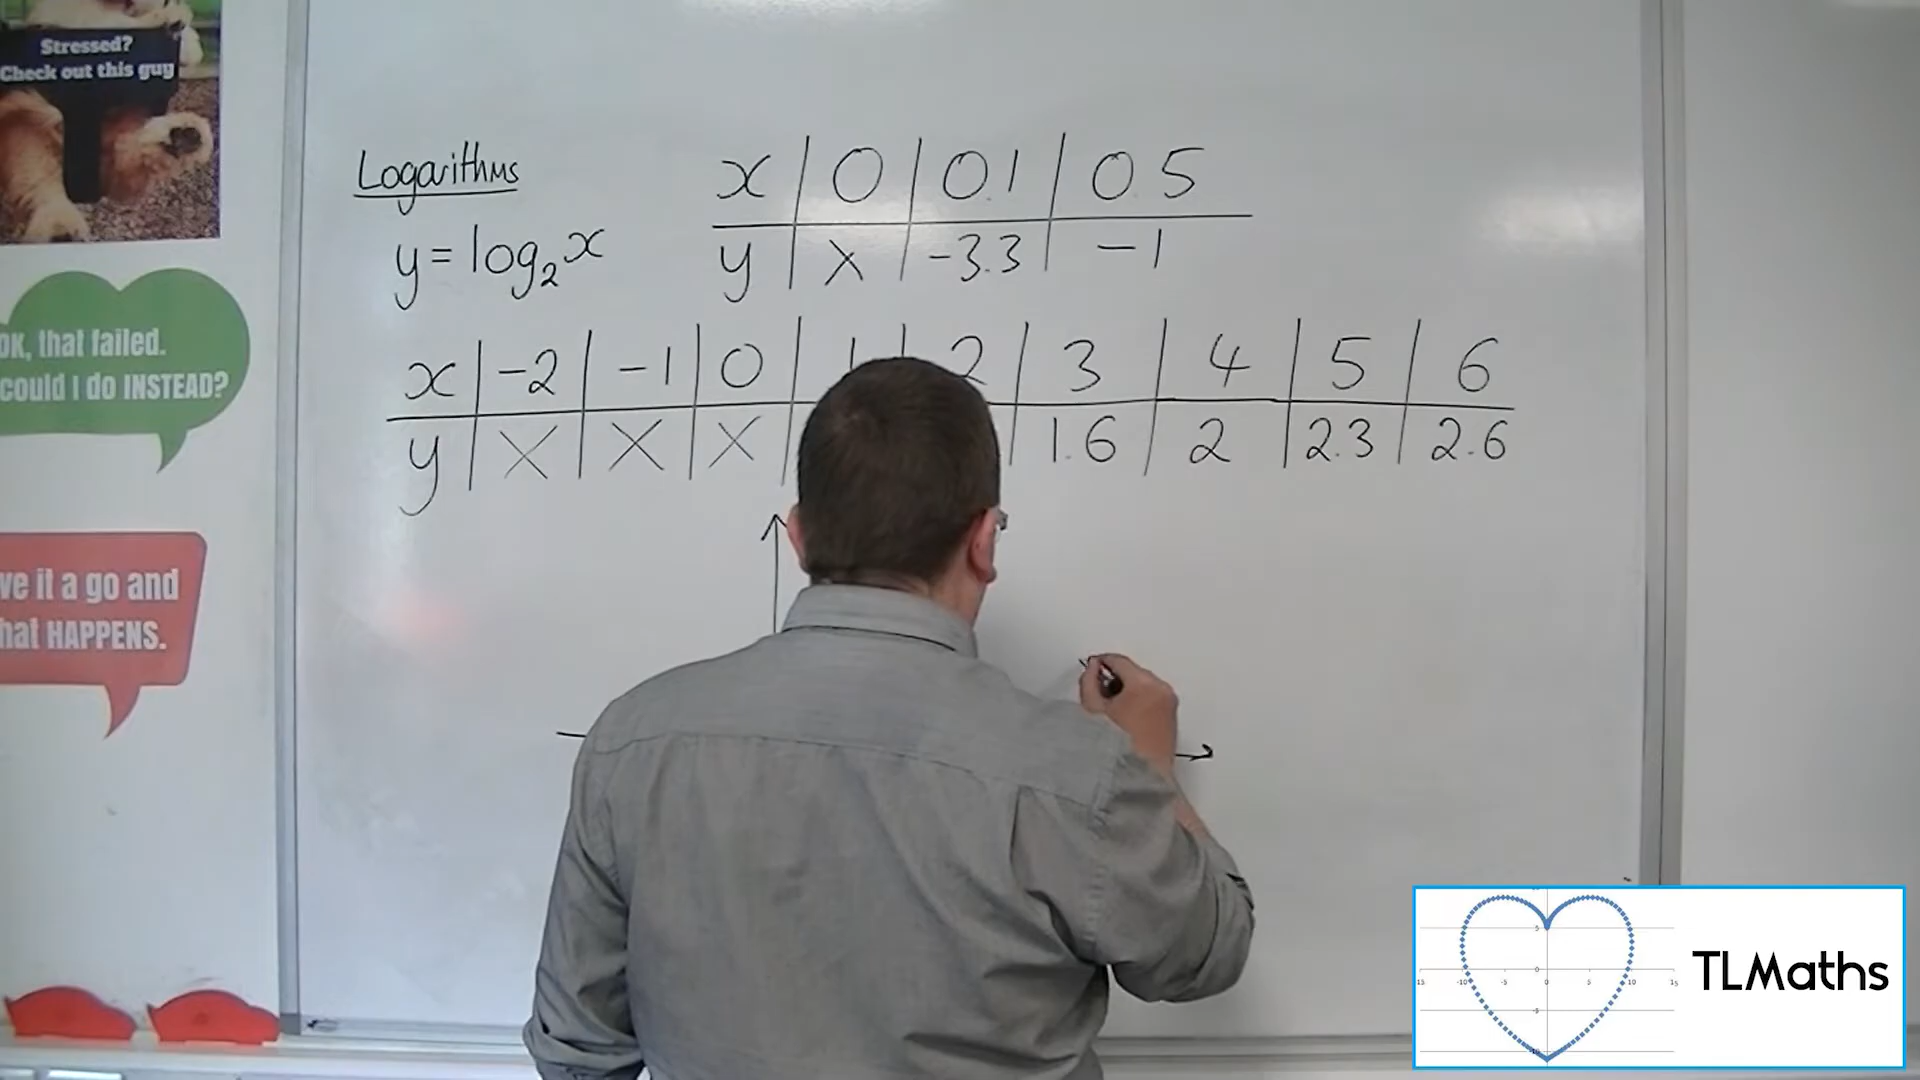 Stressed?
Check out this guy
Logarithms
y = log₂x
x | 0 | 0.1 | 0.5
y | X | -3.3 | -1
OK, that failed.
could I do INSTEAD?
x | -2 | -1 | 0 | 1 | 2 | 3 | 4 | 5 | 6
y | X | X | X | 1.6 | 2 | 2.3 | 2.6
ve it a go and
hat HAPPENS.
TLMaths